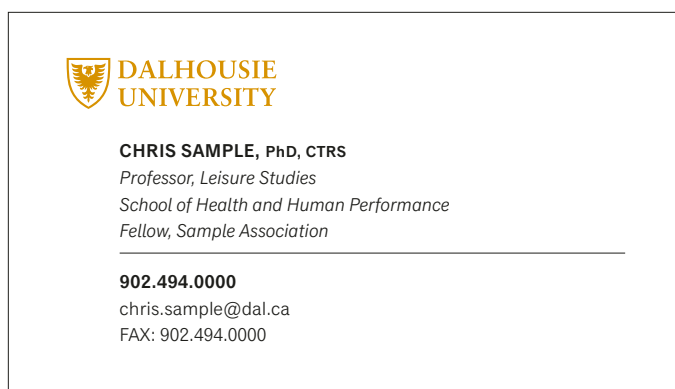 DALHOUSIE
UNIVERSITY
CHRIS SAMPLE, PhD, CTRS
Professor, Leisure Studies
School of Health and Human Performance
Fellow, Sample Association
902.494.0000
chris.sample@dal.ca
FAX: 902.494.0000